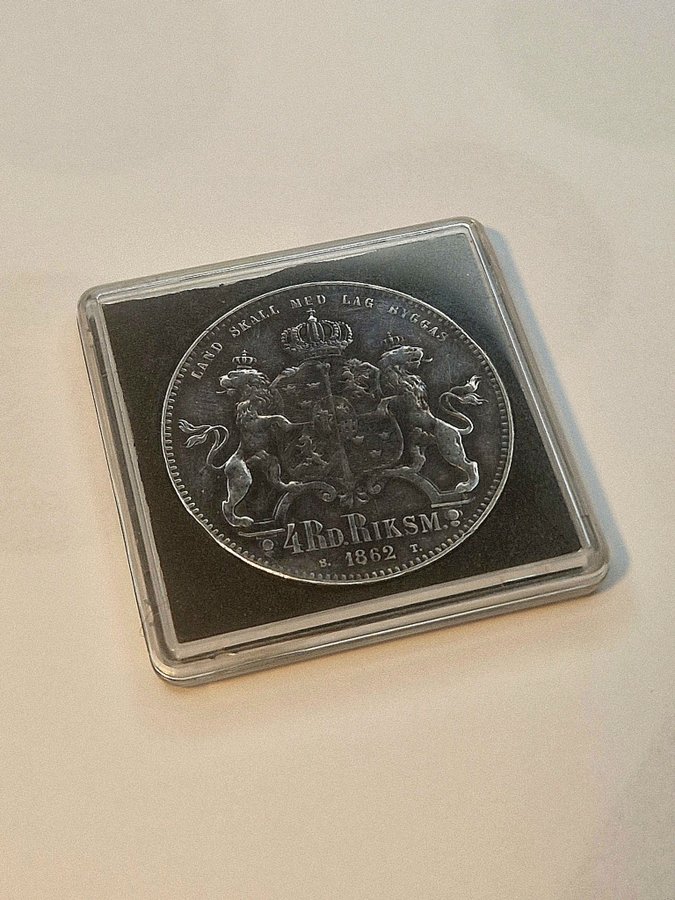 LAND SKALL MED LAG BYGGAS
4 RD. RIKSM.
S. 1862 T.